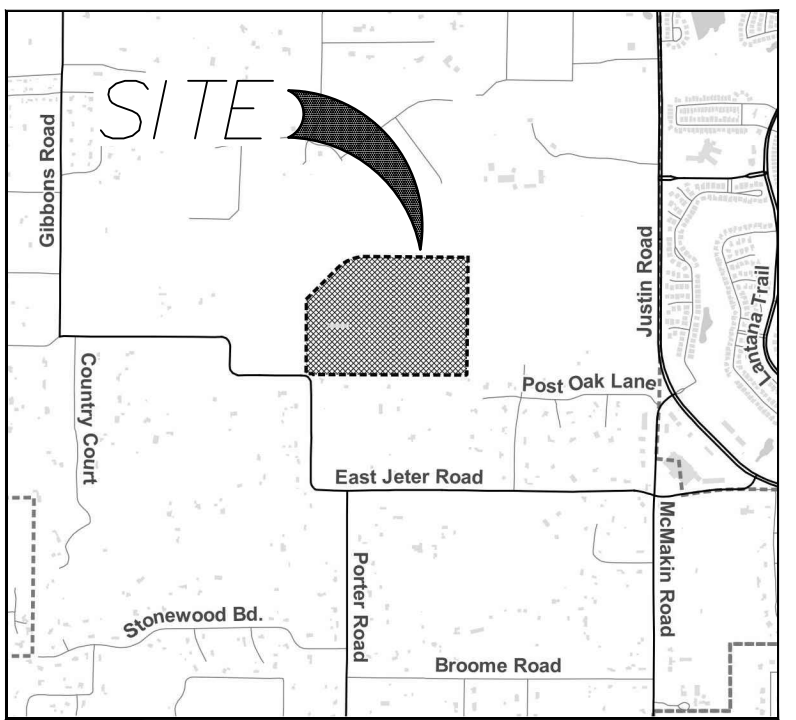 SITE
Gibbons Road
Justin Road
Lantana Trail
Country Court
Post Oak Lane
East Jeter Road
McMakin Road
Porter Road
Stonewood Bd.
Broome Road